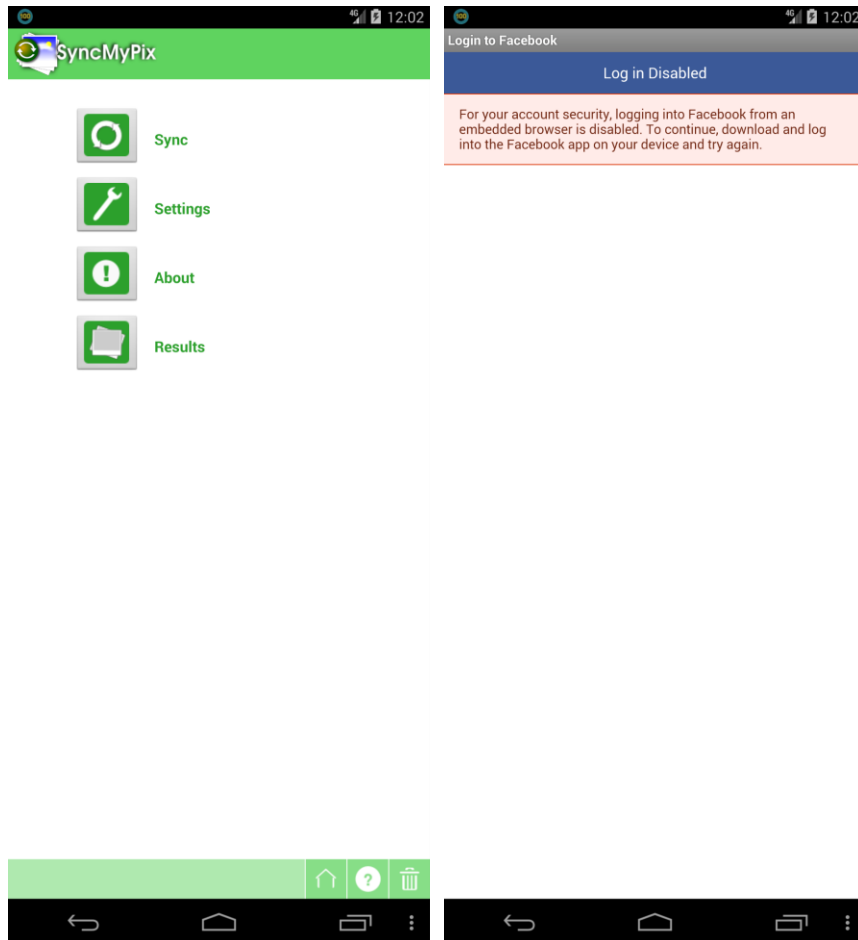 4G 12:02
SyncMyPix
Sync
Settings
About
Results
?
4G 12:02
Login to Facebook
Log in Disabled
For your account security, logging into Facebook from an
embedded browser is disabled. To continue, download and log
into the Facebook app on your device and try again.